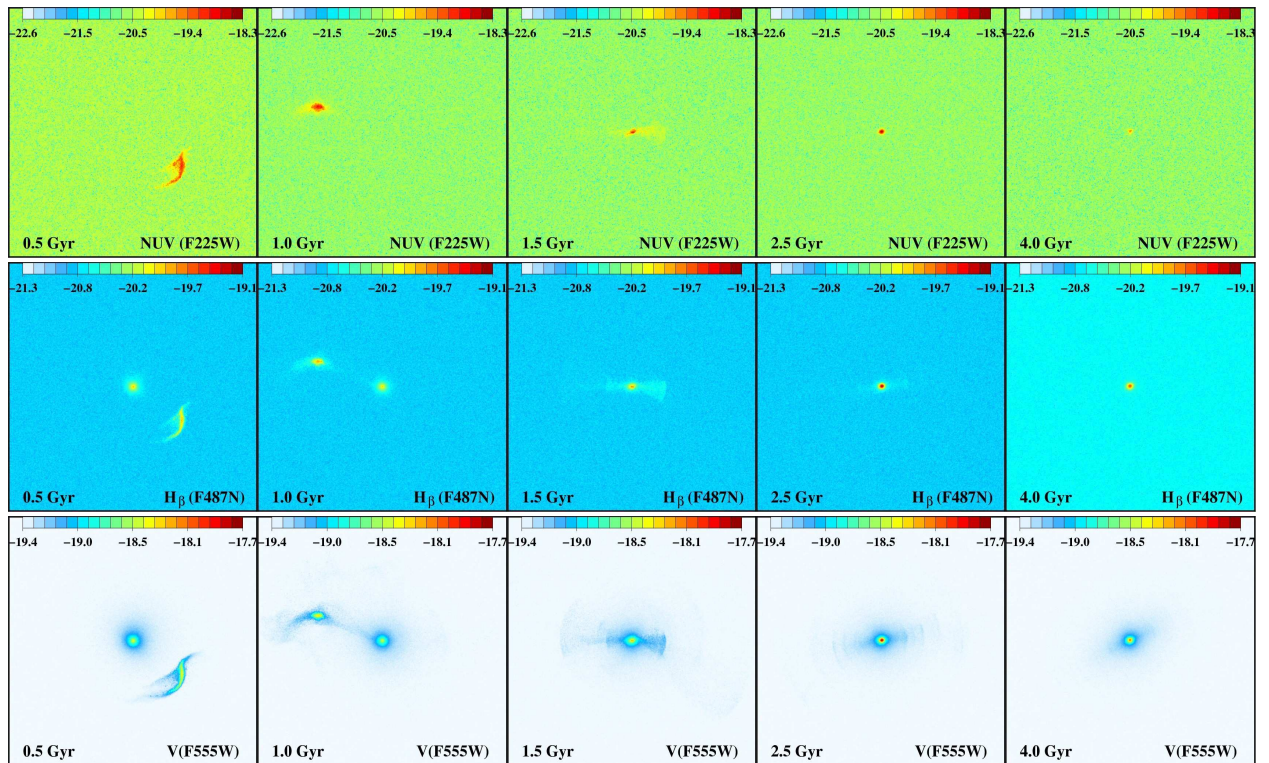 −22.6 −21.5 −20.5 −19.4 −18.3
−22.6 −21.5 −20.5 −19.4 −18.3
−22.6 −21.5 −20.5 −19.4 −18.3
−22.6 −21.5 −20.5 −19.4 −18.3
−22.6 −21.5 −20.5 −19.4 −18.3
0.5 Gyr NUV (F225W)
1.0 Gyr NUV (F225W)
1.5 Gyr NUV (F225W)
2.5 Gyr NUV (F225W)
4.0 Gyr NUV (F225W)
−21.3 −20.8 −20.2 −19.7 −19.1
−21.3 −20.8 −20.2 −19.7 −19.1
−21.3 −20.8 −20.2 −19.7 −19.1
−21.3 −20.8 −20.2 −19.7 −19.1
−21.3 −20.8 −20.2 −19.7 −19.1
0.5 Gyr Hβ (F487N)
1.0 Gyr Hβ (F487N)
1.5 Gyr Hβ (F487N)
2.5 Gyr Hβ (F487N)
4.0 Gyr Hβ (F487N)
−19.4 −19.0 −18.5 −18.1 −17.7
−19.4 −19.0 −18.5 −18.1 −17.7
−19.4 −19.0 −18.5 −18.1 −17.7
−19.4 −19.0 −18.5 −18.1 −17.7
−19.4 −19.0 −18.5 −18.1 −17.7
0.5 Gyr V(F555W)
1.0 Gyr V(F555W)
1.5 Gyr V(F555W)
2.5 Gyr V(F555W)
4.0 Gyr V(F555W)